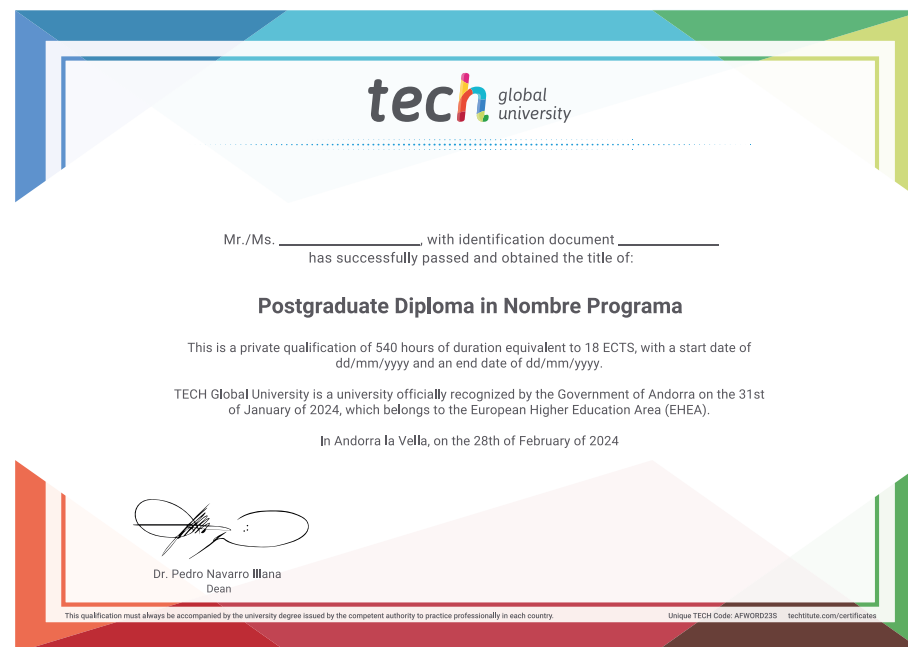 tech global university
Mr./Ms. ____________________, with identification document ______________
has successfully passed and obtained the title of:
Postgraduate Diploma in Nombre Programa
This is a private qualification of 540 hours of duration equivalent to 18 ECTS, with a start date of
dd/mm/yyyy and an end date of dd/mm/yyyy.
TECH Global University is a university officially recognized by the Government of Andorra on the 31st
of January of 2024, which belongs to the European Higher Education Area (EHEA).
In Andorra la Vella, on the 28th of February of 2024
Dr. Pedro Navarro Illana
Dean
This qualification must always be accompanied by the university degree issued by the competent authority to practice professionally in each country.
Unique TECH Code: AFWORD23S techtitute.com/certificates